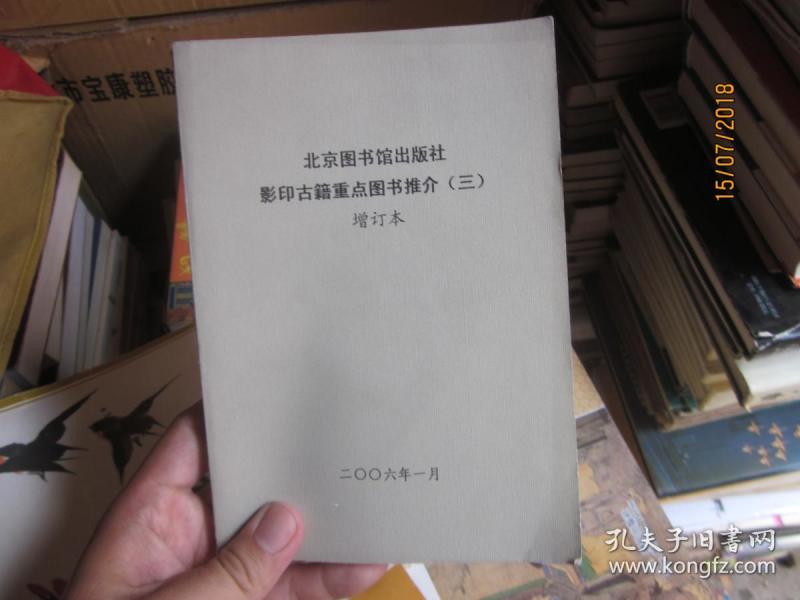 市宝康塑胶
北京图书馆出版社
影印古籍重点图书推介（三）
增订本
二〇〇六年一月
15/07/2018
孔夫子旧書网
www.kongfz.com